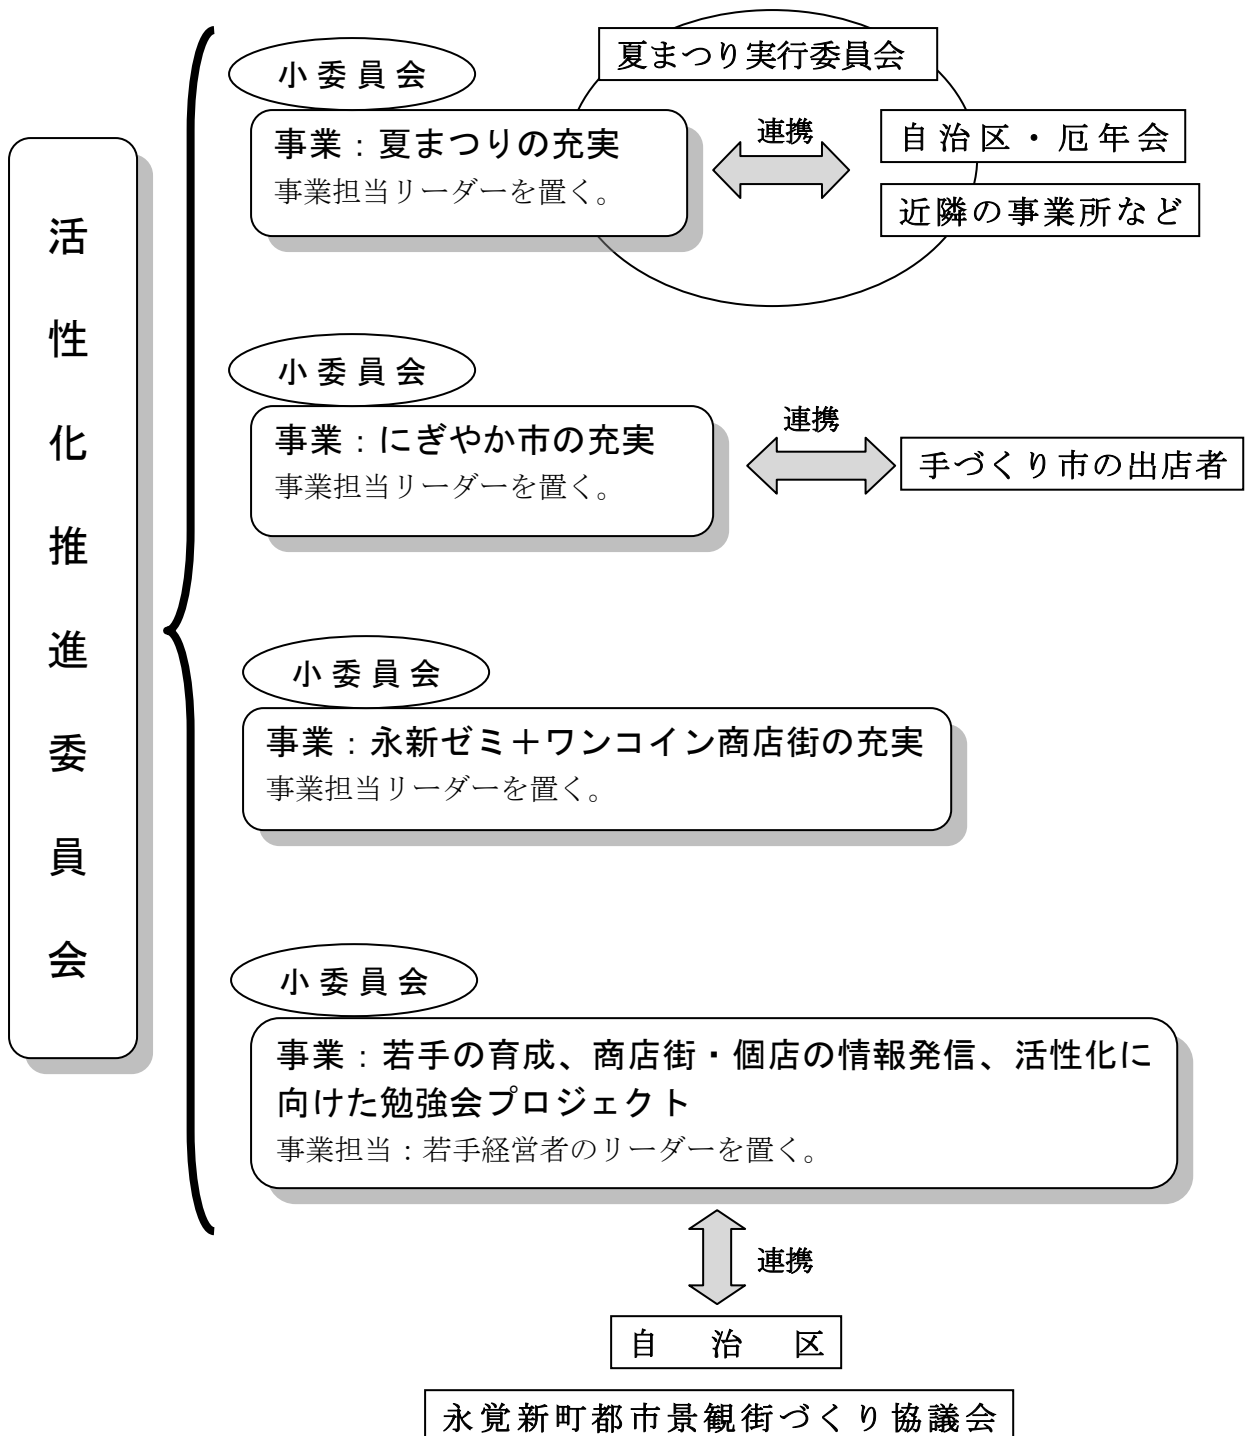 活性化推進委員会
小委員会
夏まつり実行委員会
事業：夏まつりの充実
事業担当リーダーを置く。
連携
自治区・厄年会
近隣の事業所など
小委員会
事業：にぎやか市の充実
事業担当リーダーを置く。
連携
手づくり市の出店者
小委員会
事業：永新ゼミ＋ワンコイン商店街の充実
事業担当リーダーを置く。
小委員会
事業：若手の育成、商店街・個店の情報発信、活性化に
向けた勉強会プロジェクト
事業担当：若手経営者のリーダーを置く。
連携
自治区
永覚新町都市景観街づくり協議会